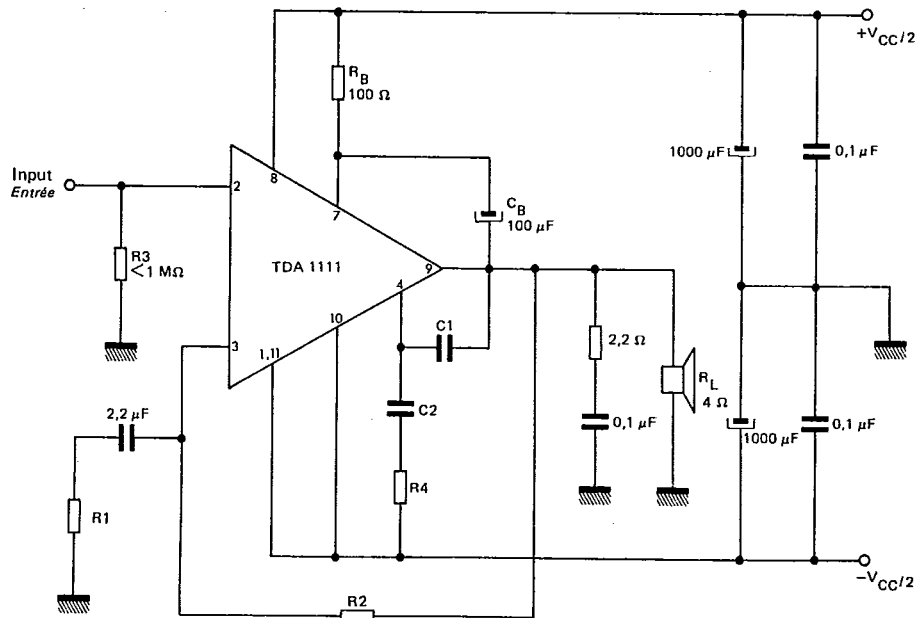 +VCC/2
RB
100 Ω
1000 µF
0,1 µF
Input
Entrée
2
8
7
CB
100 µF
R3
<1 MΩ
TDA 1111
9
4
10
C1
2,2 Ω
3
1,11
RL
4 Ω
C2
2,2 µF
0,1 µF
1000 µF
0,1 µF
R4
R1
−VCC/2
R2